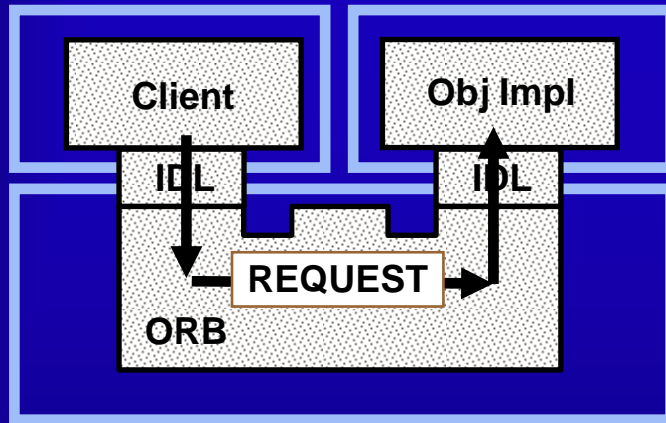 Client
Obj Impl
IDL
IDL
REQUEST
ORB